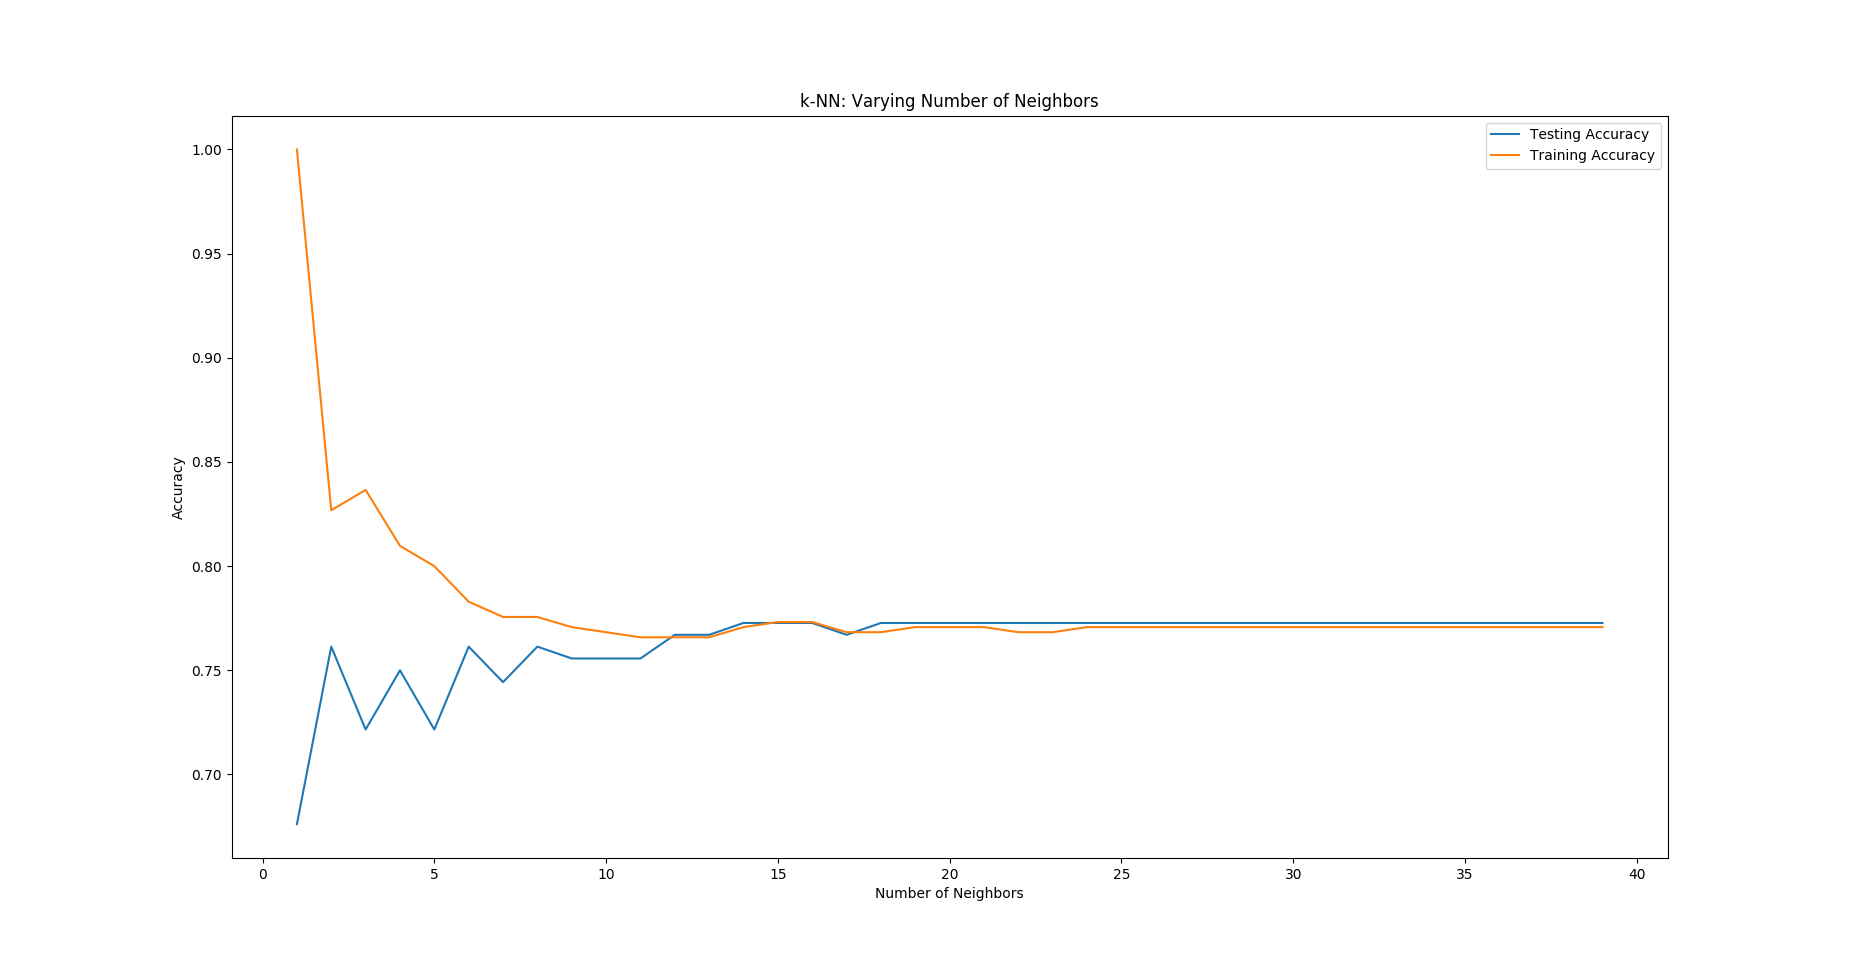 k-NN: Varying Number of Neighbors
Testing Accuracy
Training Accuracy
1.00
0.95
0.90
0.85
0.80
0.75
0.70
Accuracy
0 5 10 15 20 25 30 35 40
Number of Neighbors